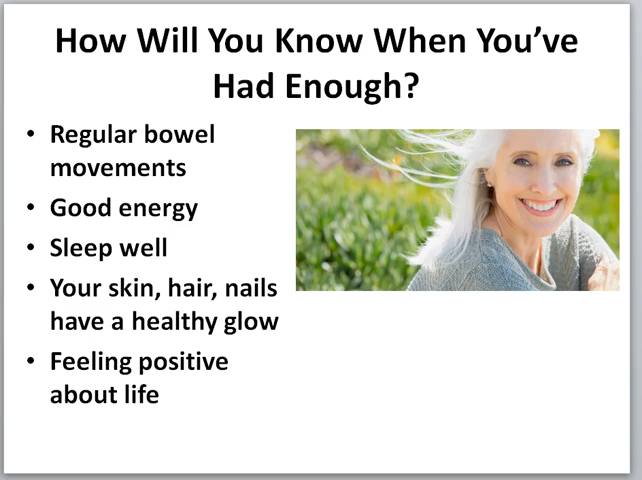 How Will You Know When You’ve
Had Enough?
• Regular bowel
movements
• Good energy
• Sleep well
• Your skin, hair, nails
have a healthy glow
• Feeling positive
about life